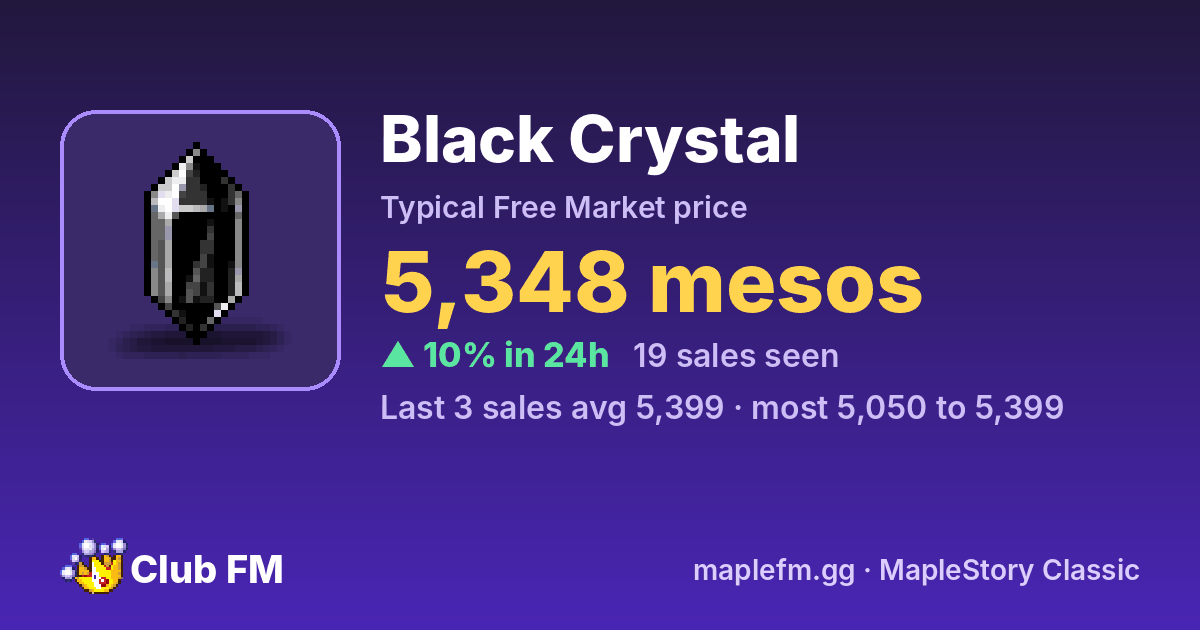 Black Crystal
Typical Free Market price
5,348 mesos
▲ 10% in 24h 19 sales seen
Last 3 sales avg 5,399 · most 5,050 to 5,399
Club FM
maplefm.gg · MapleStory Classic